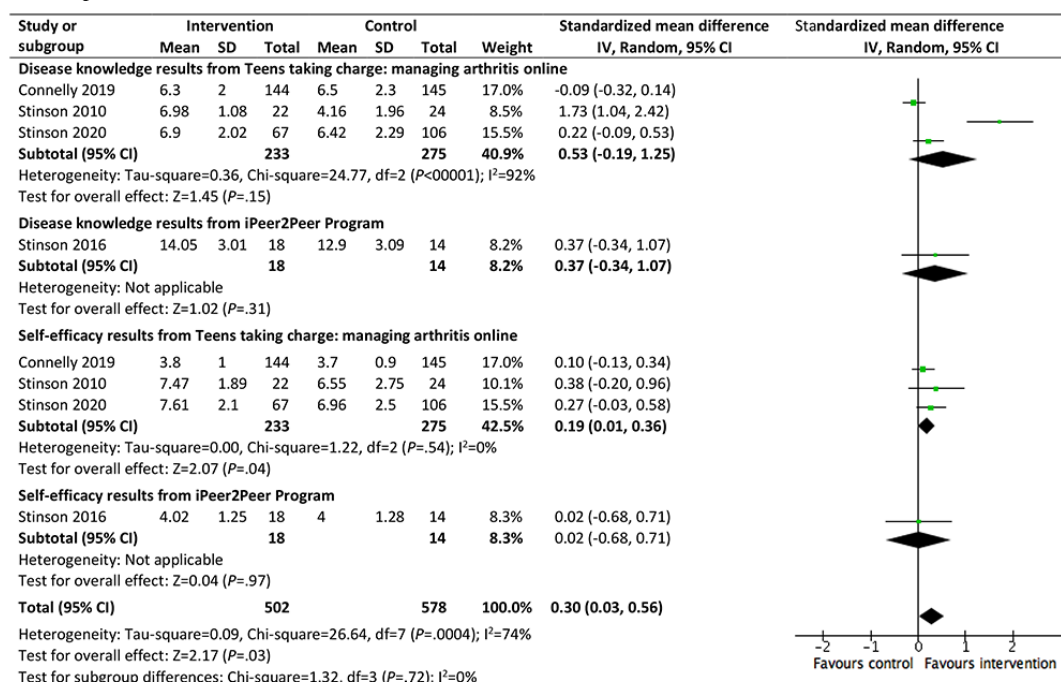 Study or Intervention Control Standardized mean difference Standardized mean difference
subgroup Mean SD Total Mean SD Total Weight IV, Random, 95% CI IV, Random, 95% CI
Disease knowledge results from Teens taking charge: managing arthritis online
Connelly 2019 6.3 2 144 6.5 2.3 145 17.0% -0.09 (-0.32, 0.14)
Stinson 2010 6.98 1.08 22 4.16 1.96 24 8.5% 1.73 (1.04, 2.42)
Stinson 2020 6.9 2.02 67 6.42 2.29 106 15.5% 0.22 (-0.09, 0.53)
Subtotal (95% CI) 233 275 40.9% 0.53 (-0.19, 1.25)
Heterogeneity: Tau-square=0.36, Chi-square=24.77, df=2 (P<00001); I²=92%
Test for overall effect: Z=1.45 (P=.15)
Disease knowledge results from iPeer2Peer Program
Stinson 2016 14.05 3.01 18 12.9 3.09 14 8.2% 0.37 (-0.34, 1.07)
Subtotal (95% CI) 18 14 8.2% 0.37 (-0.34, 1.07)
Heterogeneity: Not applicable
Test for overall effect: Z=1.02 (P=.31)
Self-efficacy results from Teens taking charge: managing arthritis online
Connelly 2019 3.8 1 144 3.7 0.9 145 17.0% 0.10 (-0.13, 0.34)
Stinson 2010 7.47 1.89 22 6.55 2.75 24 10.1% 0.38 (-0.20, 0.96)
Stinson 2020 7.61 2.1 67 6.96 2.5 106 15.5% 0.27 (-0.03, 0.58)
Subtotal (95% CI) 233 275 42.5% 0.19 (0.01, 0.36)
Heterogeneity: Tau-square=0.00, Chi-square=1.22, df=2 (P=.54); I²=0%
Test for overall effect: Z=2.07 (P=.04)
Self-efficacy results from iPeer2Peer Program
Stinson 2016 4.02 1.25 18 4 1.28 14 8.3% 0.02 (-0.68, 0.71)
Subtotal (95% CI) 18 14 8.3% 0.02 (-0.68, 0.71)
Heterogeneity: Not applicable
Test for overall effect: Z=0.04 (P=.97)
Total (95% CI) 502 578 100.0% 0.30 (0.03, 0.56)
Heterogeneity: Tau-square=0.09, Chi-square=26.64, df=7 (P=.0004); I²=74%
Test for overall effect: Z=2.17 (P=.03)
Test for subgroup differences: Chi-square=1.32, df=3 (P=.72); I²=0%
-2 -1 0 1 2
Favours control Favours intervention